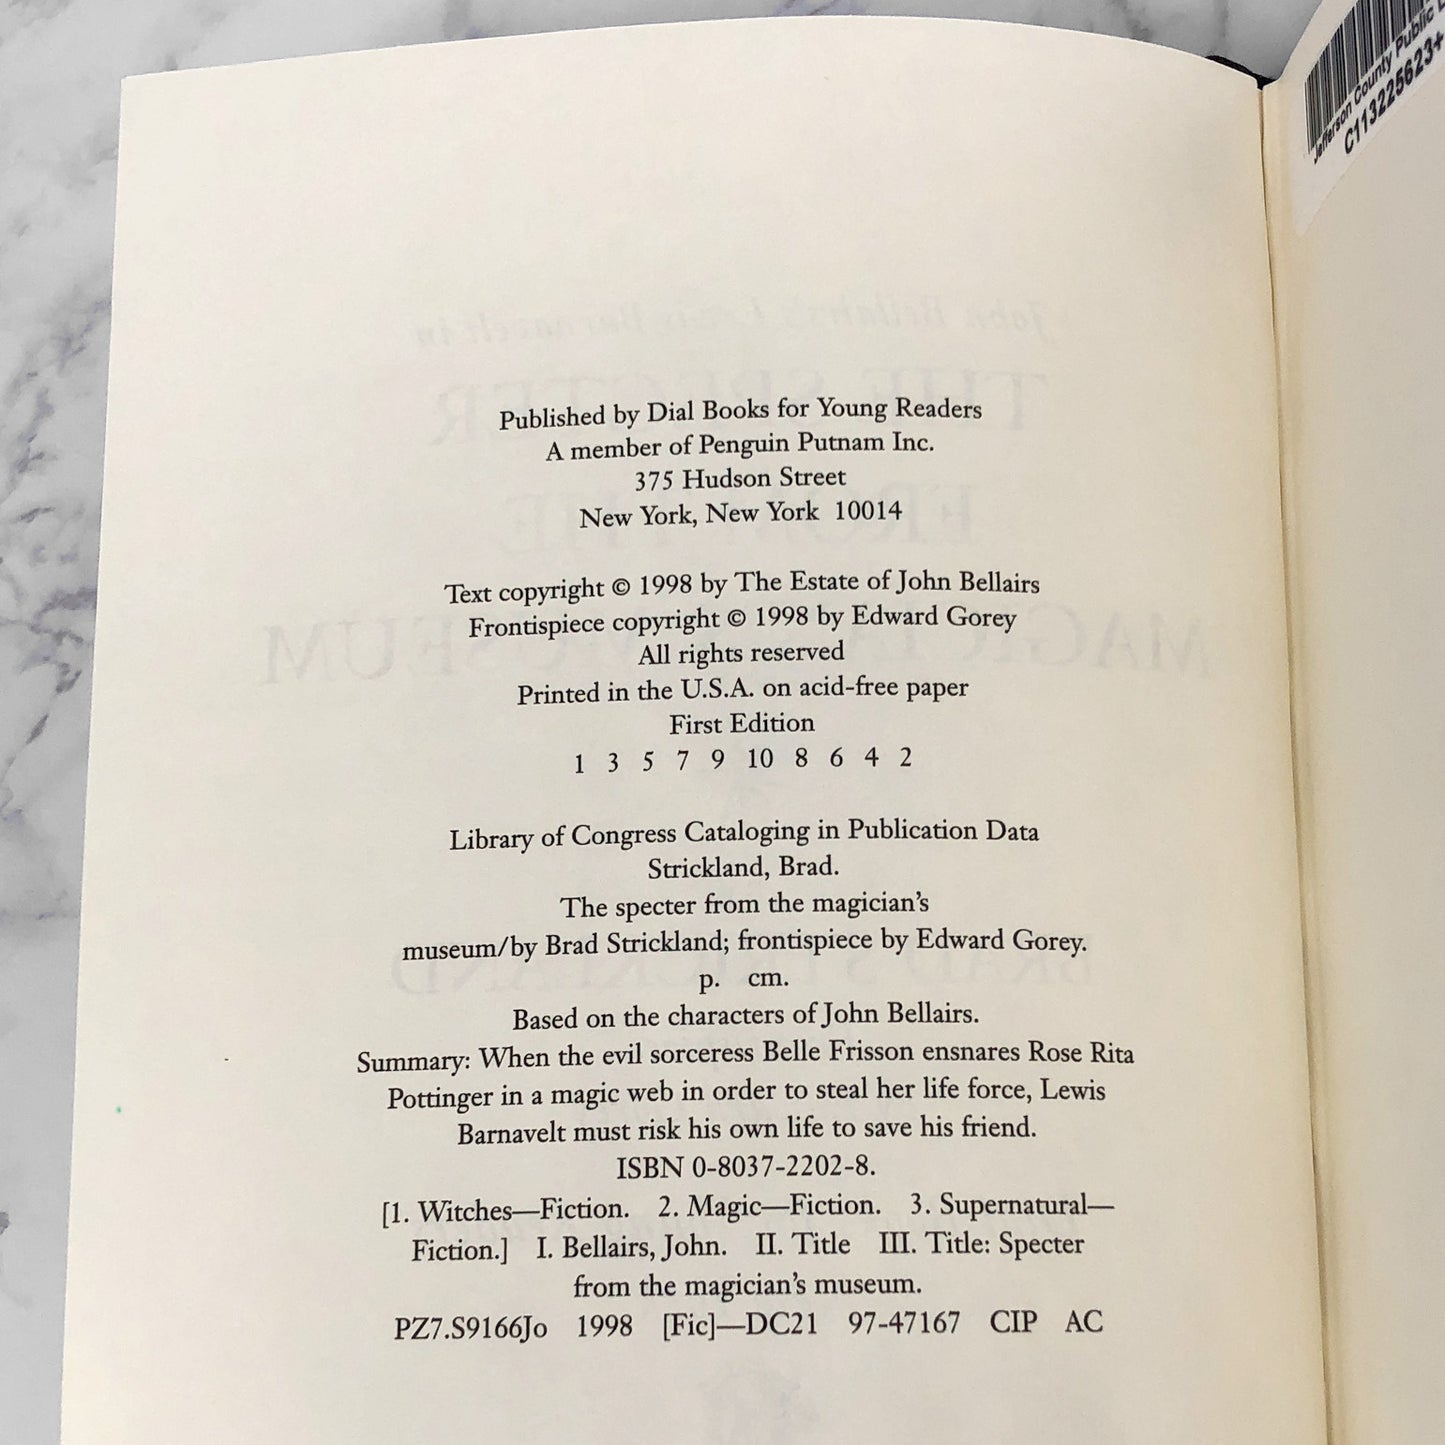 Published by Dial Books for Young Readers
A member of Penguin Putnam Inc.
375 Hudson Street
New York, New York 10014
Text copyright © 1998 by The Estate of John Bellairs
Frontispiece copyright © 1998 by Edward Gorey
All rights reserved
Printed in the U.S.A. on acid-free paper
First Edition
1 3 5 7 9 10 8 6 4 2
Library of Congress Cataloging in Publication Data
Strickland, Brad.
The specter from the magician's
museum/by Brad Strickland; frontispiece by Edward Gorey.
p. cm.
Based on the characters of John Bellairs.
Summary: When the evil sorceress Belle Frisson ensnares Rose Rita
Pottinger in a magic web in order to steal her life force, Lewis
Barnavelt must risk his own life to save his friend.
ISBN 0-8037-2202-8.
[1. Witches—Fiction. 2. Magic—Fiction. 3. Supernatural—
Fiction.] I. Bellairs, John. II. Title III. Title: Specter
from the magician's museum.
PZ7.S9166Jo 1998 [Fic]—DC21 97-47167 CIP AC
Jefferson County Public
C113225623+